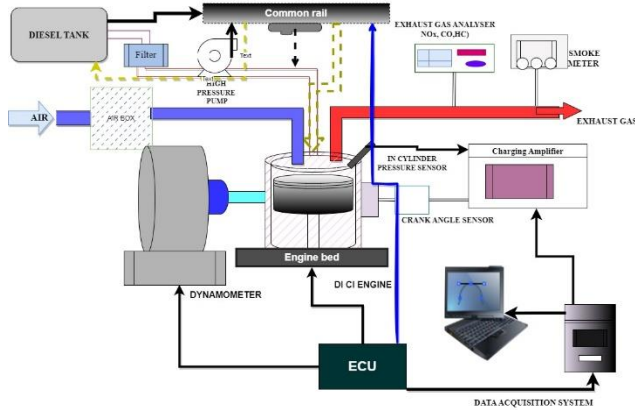 Common rail
DIESEL TANK
Filter
Text
Text
HIGH
PRESSURE
PUMP
EXHAUST GAS ANALYSER
NOx, CO,HC)
SMOKE
METER
AIR
AIR BOX
EXHAUST GAS
IN CYLINDER
PRESSURE SENSOR
Charging Amplifier
CRANK ANGLE SENSOR
Engine bed
DYNAMOMETER
DI CI ENGINE
ECU
DATA ACQUISITION SYSTEM